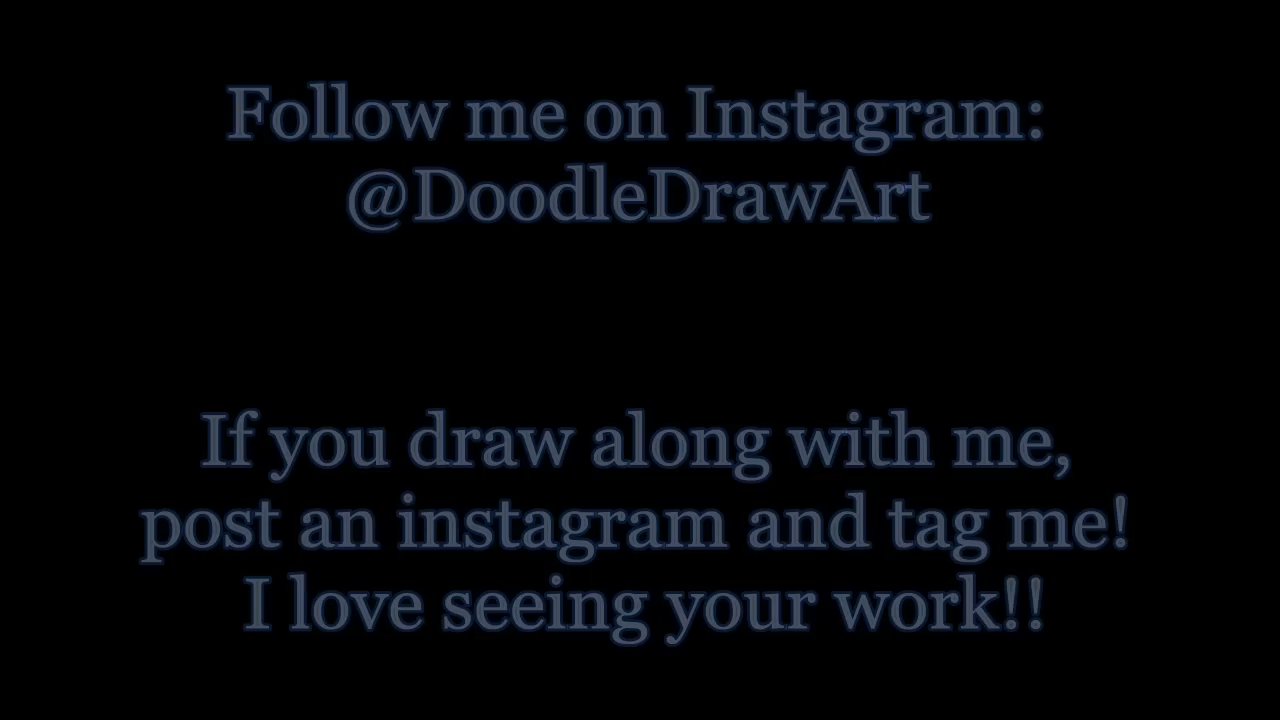 Follow me on Instagram:
@DoodleDrawArt
If you draw along with me,
post an instagram and tag me!
I love seeing your work!!